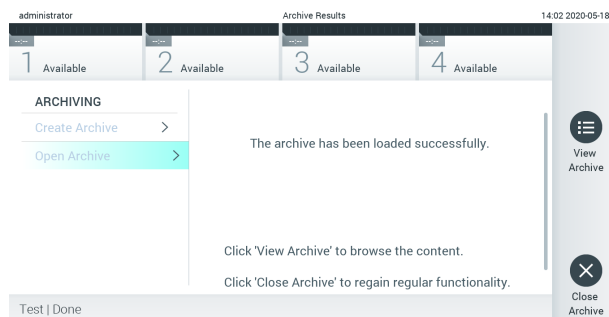 administrator Archive Results 14:02 2020-05-18
--:-- --:-- --:-- --:--
1 Available 2 Available 3 Available 4 Available
ARCHIVING
Create Archive
Open Archive
The archive has been loaded successfully.
Click 'View Archive' to browse the content.
Click 'Close Archive' to regain regular functionality.
View
Archive
Close
Archive
Test | Done